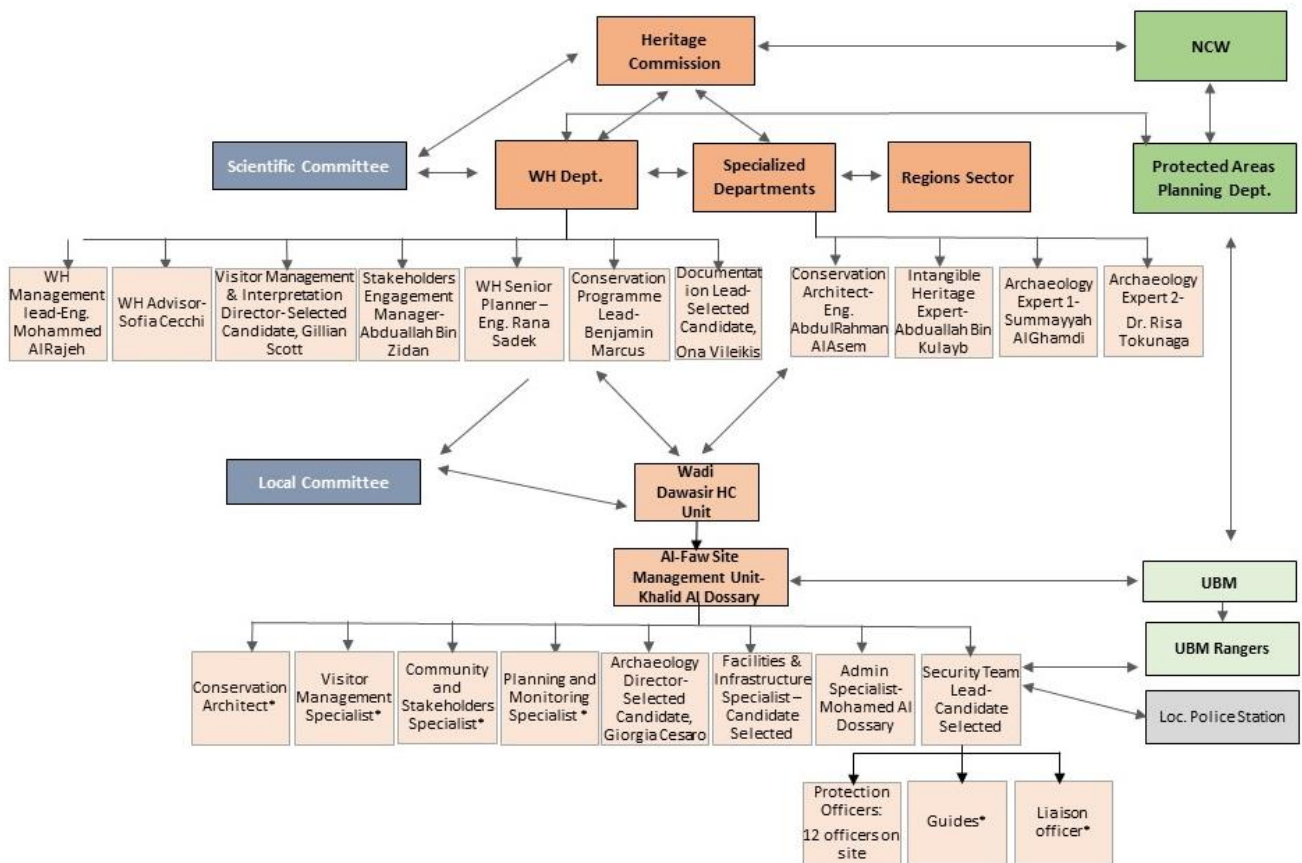 Heritage
Commission
NCW
Scientific Committee
WH Dept.
Specialized
Departments
Regions Sector
Protected Areas
Planning Dept.
WH
Management
lead-Eng.
Mohammed
AlRajeh
WH Advisor-
Sofia Cecchi
Visitor Management
& Interpretation
Director-Selected
Candidate, Gillian
Scott
Stakeholders
Engagement
Manager-
Abduallah Bin
Zidan
WH Senior
Planner –
Eng. Rana
Sadek
Conservation
Programme
Lead-
Benjamin
Marcus
Documentat
ion Lead-
Selected
Candidate,
Ona Vileikis
Conservation
Architect-
Eng.
AbdulRahman
AlAsem
Intangible
Heritage
Expert-
Abduallah Bin
Kulayb
Archaeology
Expert 1-
Summayyah
AlGhamdi
Archaeology
Expert 2-
Dr. Risa
Tokunaga
Local Committee
Wadi
Dawasir HC
Unit
Al-Faw Site
Management Unit-
Khalid Al Dossary
UBM
UBM Rangers
Conservation
Architect*
Visitor
Management
Specialist*
Community
and
Stakeholders
Specialist*
Planning and
Monitoring
Specialist *
Archaeology
Director-
Selected
Candidate,
Giorgia Cesaro
Facilities &
Infrastructure
Specialist –
Candidate
Selected
Admin
Specialist-
Mohamed Al
Dossary
Security Team
Lead-
Candidate
Selected
Loc. Police Station
Protection
Officers:
12 officers on
site
Guides*
Liaison
officer*